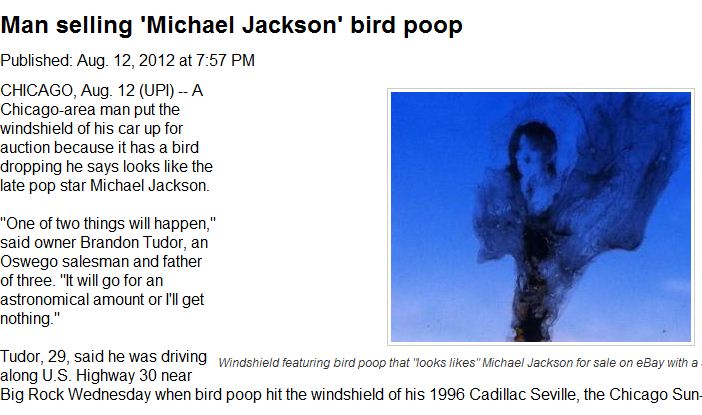 Man selling 'Michael Jackson' bird poop
Published: Aug. 12, 2012 at 7:57 PM
CHICAGO, Aug. 12 (UPI) -- A
Chicago-area man put the
windshield of his car up for
auction because it has a bird
dropping he says looks like the
late pop star Michael Jackson.
"One of two things will happen,"
said owner Brandon Tudor, an
Oswego salesman and father
of three. "It will go for an
astronomical amount or I'll get
nothing."
Tudor, 29, said he was driving
along U.S. Highway 30 near
Big Rock Wednesday when bird poop hit the windshield of his 1996 Cadillac Seville, the Chicago Sun-
Windshield featuring bird poop that "looks likes" Michael Jackson for sale on eBay with a